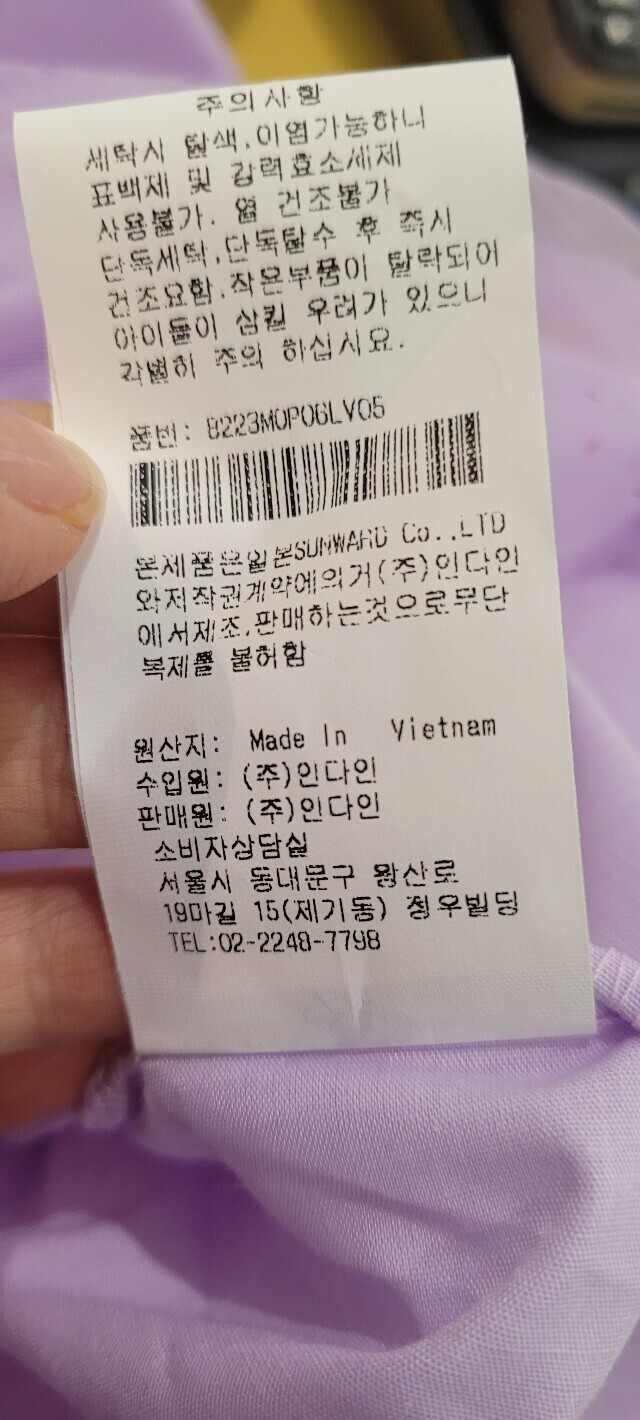 주의사항
세탁시 탈색,이염가능하니
표백제 및 강력효소세제
사용불가. 열 건조불가
단독세탁,단독탈수 후 즉시
건조요함.작은부품이 탈락되어
아이들이 삼킬 우려가 있으니
각별히 주의 하십시요.
품번: B223MOP06LV05
본제품은일본SUNWARD Co.,LTD
와저작권계약에의거(주)인다인
에서제조,판매하는것으로무단
복제를 불허함
원산지: Made In Vietnam
수입원: (주)인다인
판매원: (주)인다인
소비자상담실
서울시 동대문구 왕산로
19마길 15(제기동) 청우빌딩
TEL:02-2248-7798